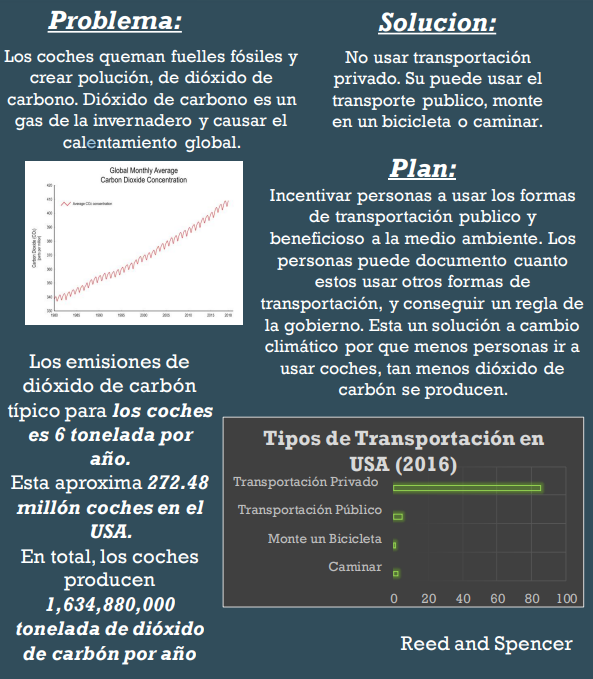 Problema:
Los coches queman fuelles fósiles y
crear polución, de dióxido de
carbono. Dióxido de carbono es un
gas de la invernadero y causar el
calentamiento global.
Global Monthly Average
Carbon Dioxide Concentration
Average CO₂ concentration
Carbon Dioxide (CO₂)
(parts per million)
420
410
400
390
380
370
360
350
340
330
1980
1985
1990
1995
2000
2005
2010
2015
2018
Los emisiones de
dióxido de carbón
típico para los coches
es 6 tonelada por
año.
Esta aproxima 272.48
millón coches en el
USA.
En total, los coches
producen
1,634,880,000
tonelada de dióxido
de carbón por año
Solucion:
No usar transportación
privado. Su puede usar el
transporte publico, monte
en un bicicleta o caminar.
Plan:
Incentivar personas a usar los formas
de transportación publico y
beneficioso a la medio ambiente. Los
personas puede documento cuanto
estos usar otros formas de
transportación, y conseguir un regla de
la gobierno. Esta un solución a cambio
climático por que menos personas ir a
usar coches, tan menos dióxido de
carbón se producen.
Tipos de Transportación en
USA (2016)
Transportación Privado
Transportación Público
Monte un Bicicleta
Caminar
0 20 40 60 80 100
Reed and Spencer